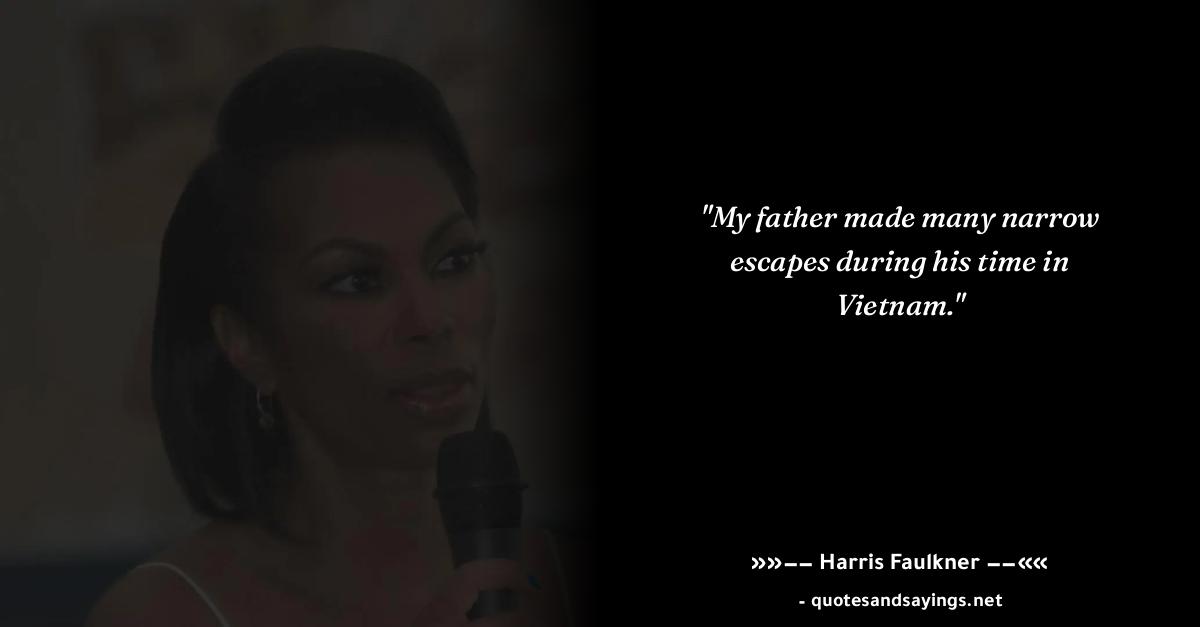 "My father made many narrow
escapes during his time in
Vietnam."
»»−− Harris Faulkner −−««
- quotesandsayings.net